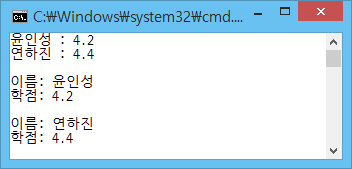 C:₩Windows₩system32₩cmd....
윤인성 : 4.2
연하진 : 4.4
이름: 윤인성
학점: 4.2
이름: 연하진
학점: 4.4